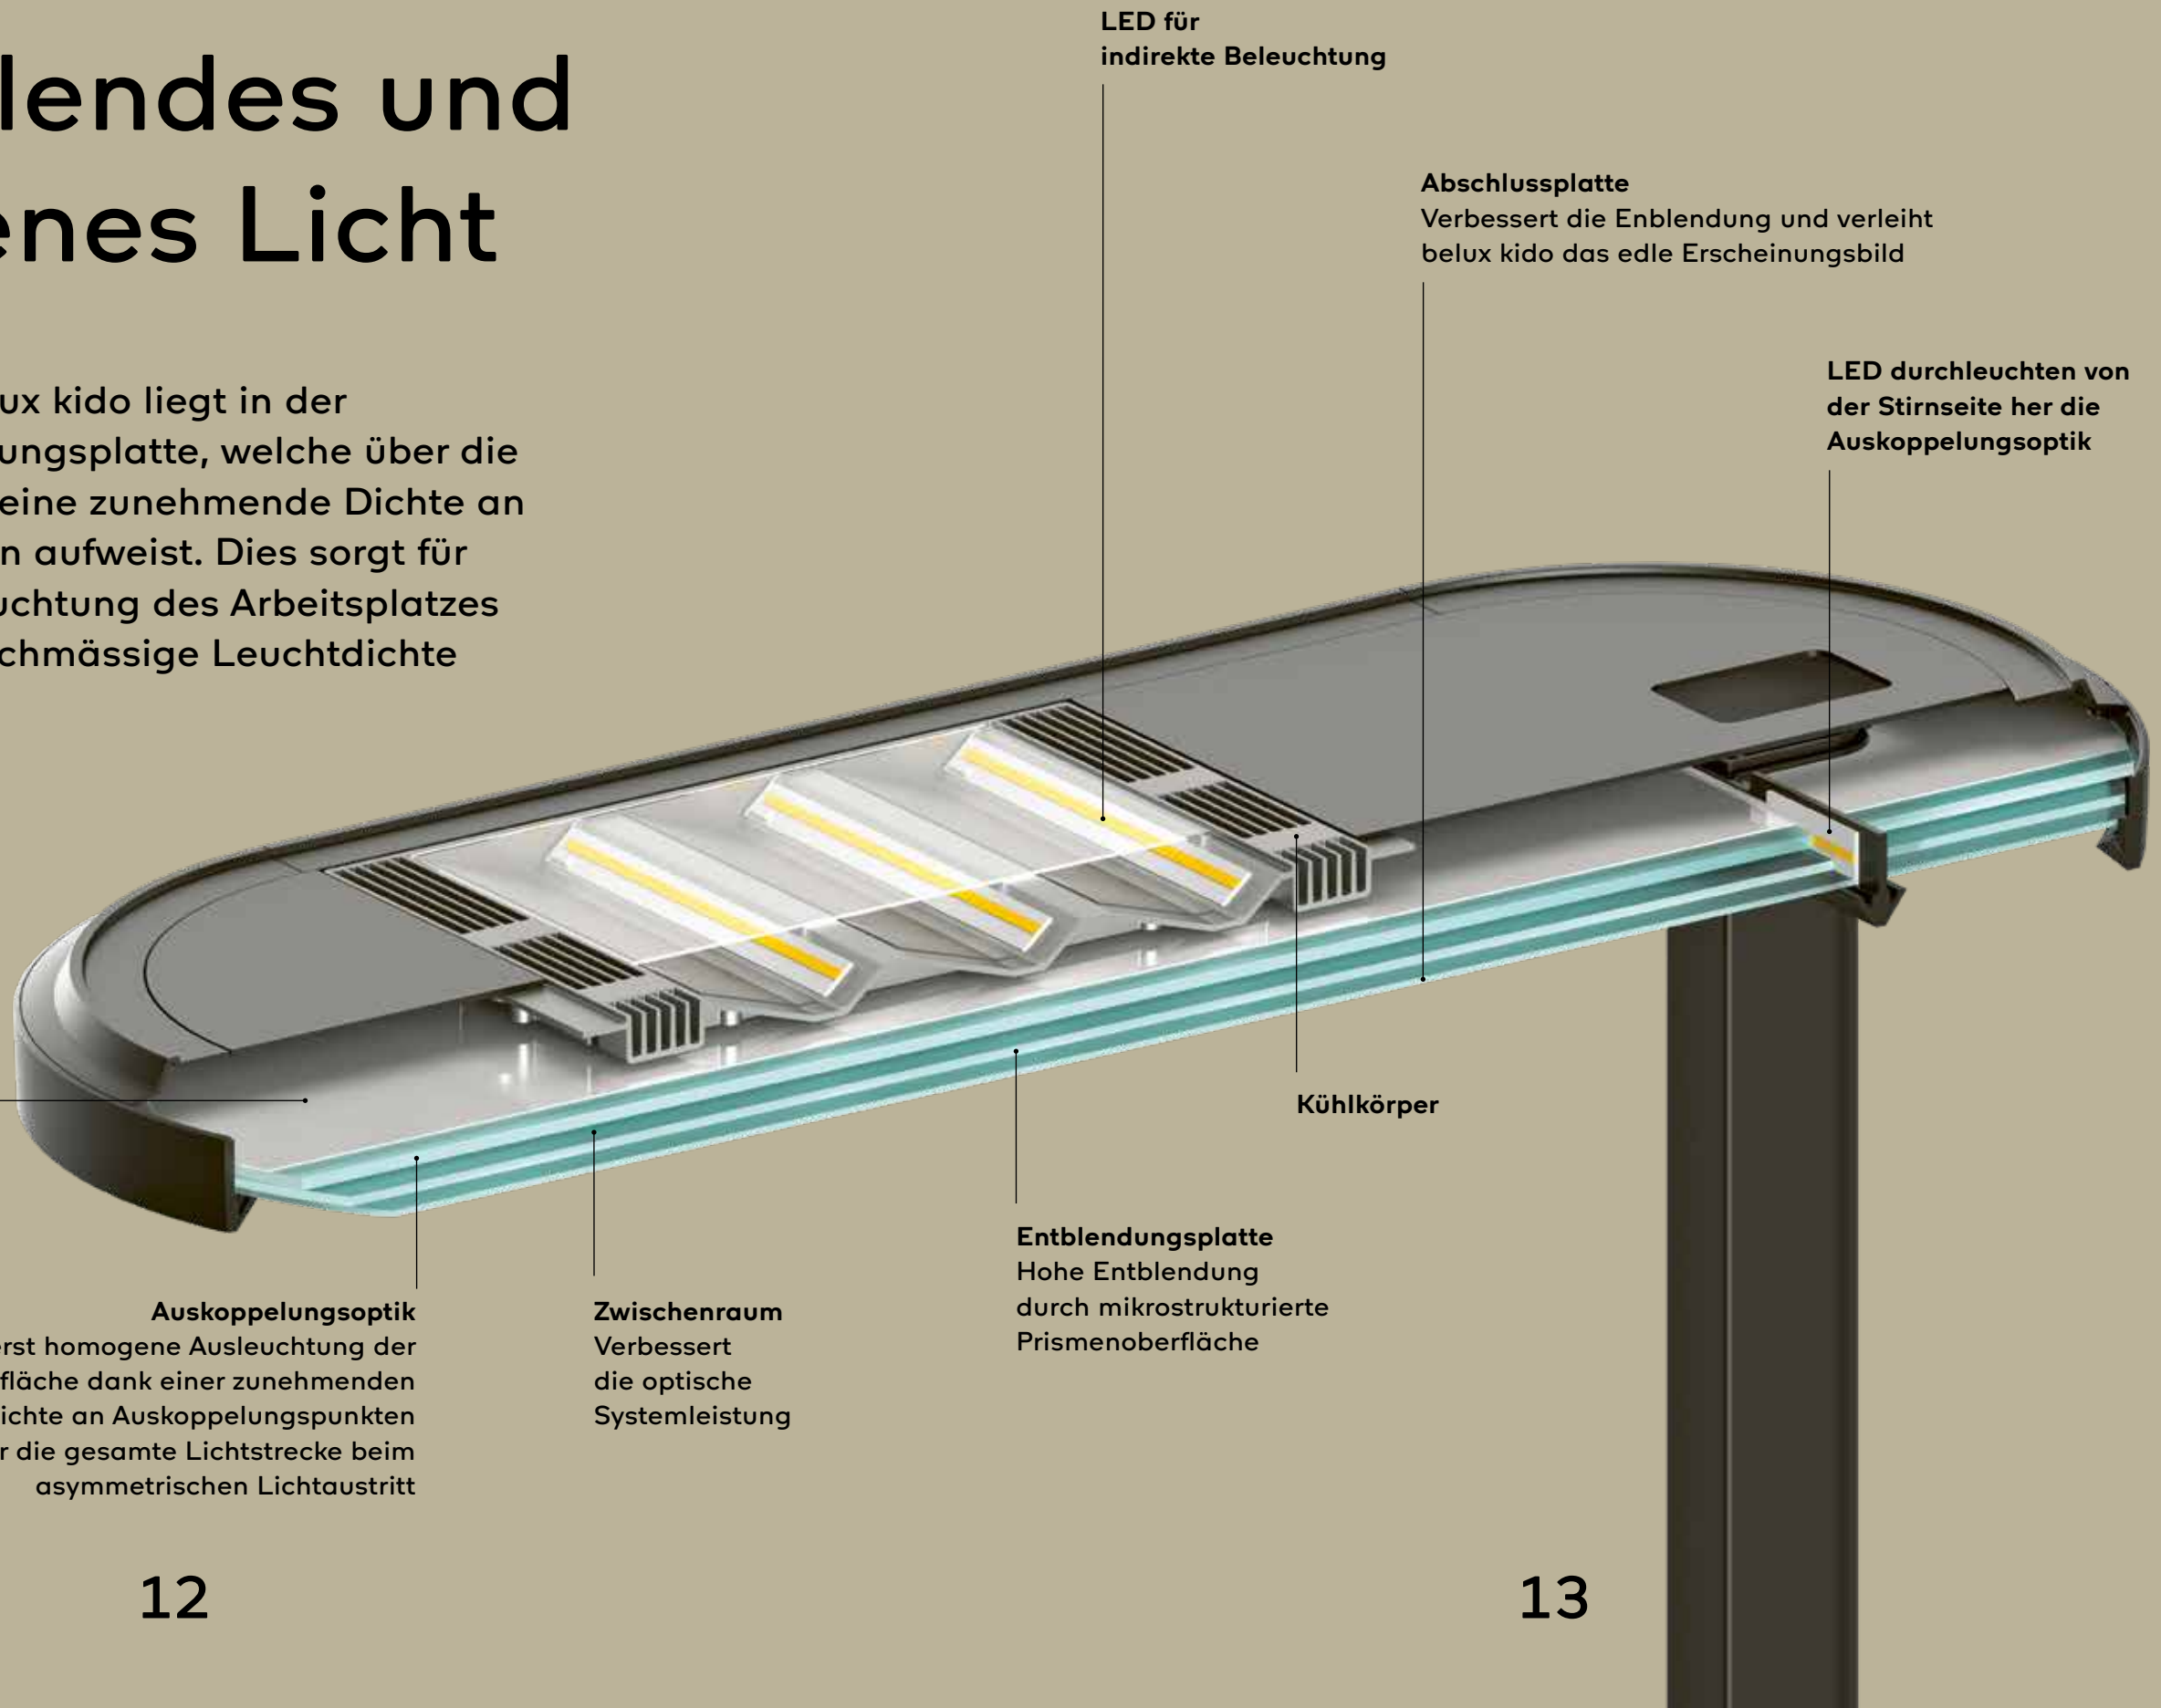 lendes und
enes Licht
ux kido liegt in der
ungsplatte, welche über die
eine zunehmende Dichte an
n aufweist. Dies sorgt für
uchtung des Arbeitsplatzes
chmässige Leuchtdichte
LED für
indirekte Beleuchtung
Abschlussplatte
Verbessert die Enblendung und verleiht
belux kido das edle Erscheinungsbild
LED durchleuchten von
der Stirnseite her die
Auskoppelungsoptik
Kühlkörper
Auskoppelungsoptik
erst homogene Ausleuchtung der
fläche dank einer zunehmenden
ichte an Auskoppelungspunkten
r die gesamte Lichtstrecke beim
asymmetrischen Lichtaustritt
Zwischenraum
Verbessert
die optische
Systemleistung
Entblendungsplatte
Hohe Entblendung
durch mikrostrukturierte
Prismenoberfläche
12
13